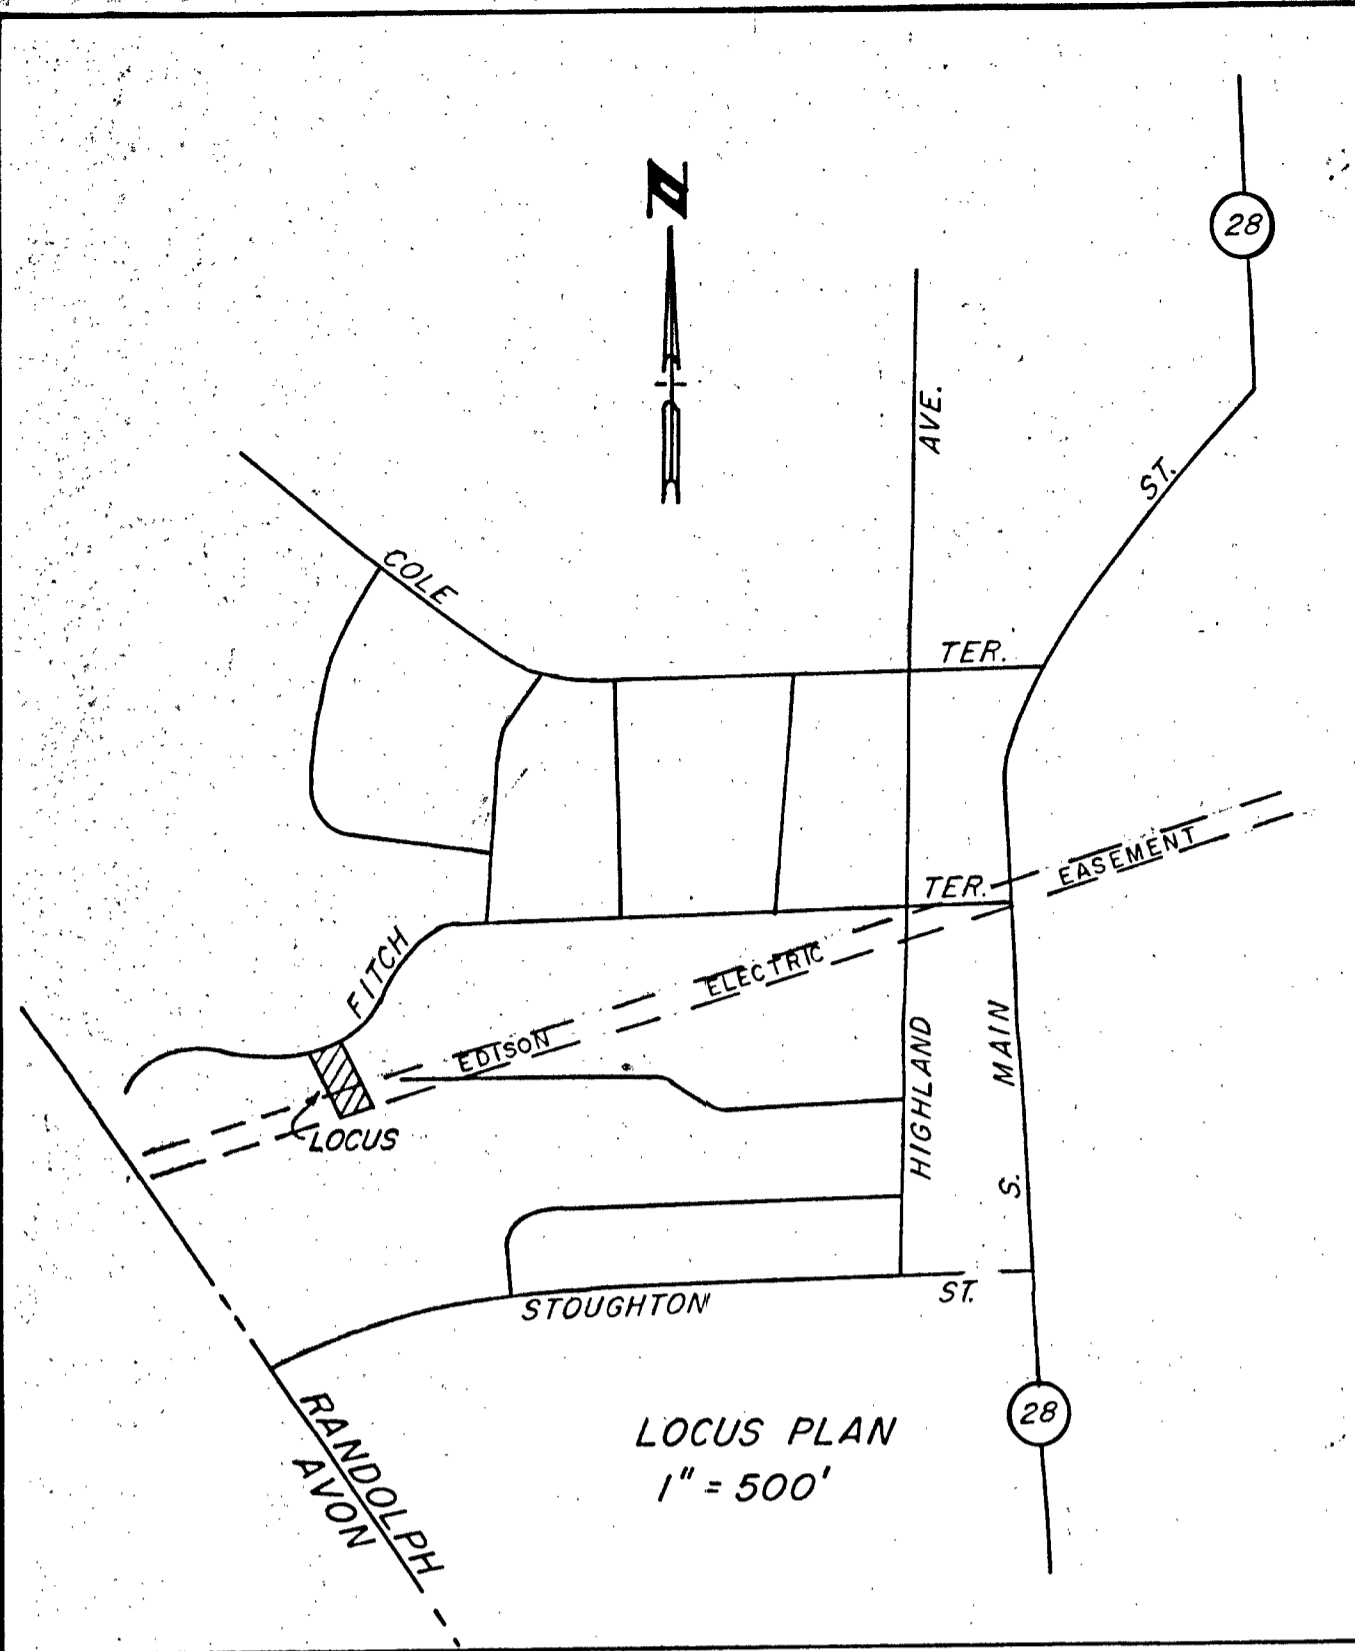 N
28
AVE.
ST.
COLE
TER.
TER.
EASEMENT
FITCH
ELECTRIC
EDISON
HIGHLAND
S. MAIN
LOCUS
STOUGHTON
ST.
RANDOLPH
AVON
28
LOCUS PLAN
1" = 500'